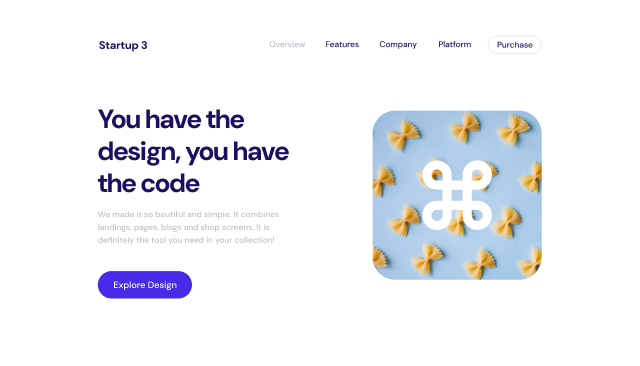 Startup 3
Overview Features Company Platform Purchase
You have the
design, you have
the code
We made it so beutiful and simple. It combines
landings, pages, blogs and shop screens. It is
definitely the tool you need in your collection!
Explore Design